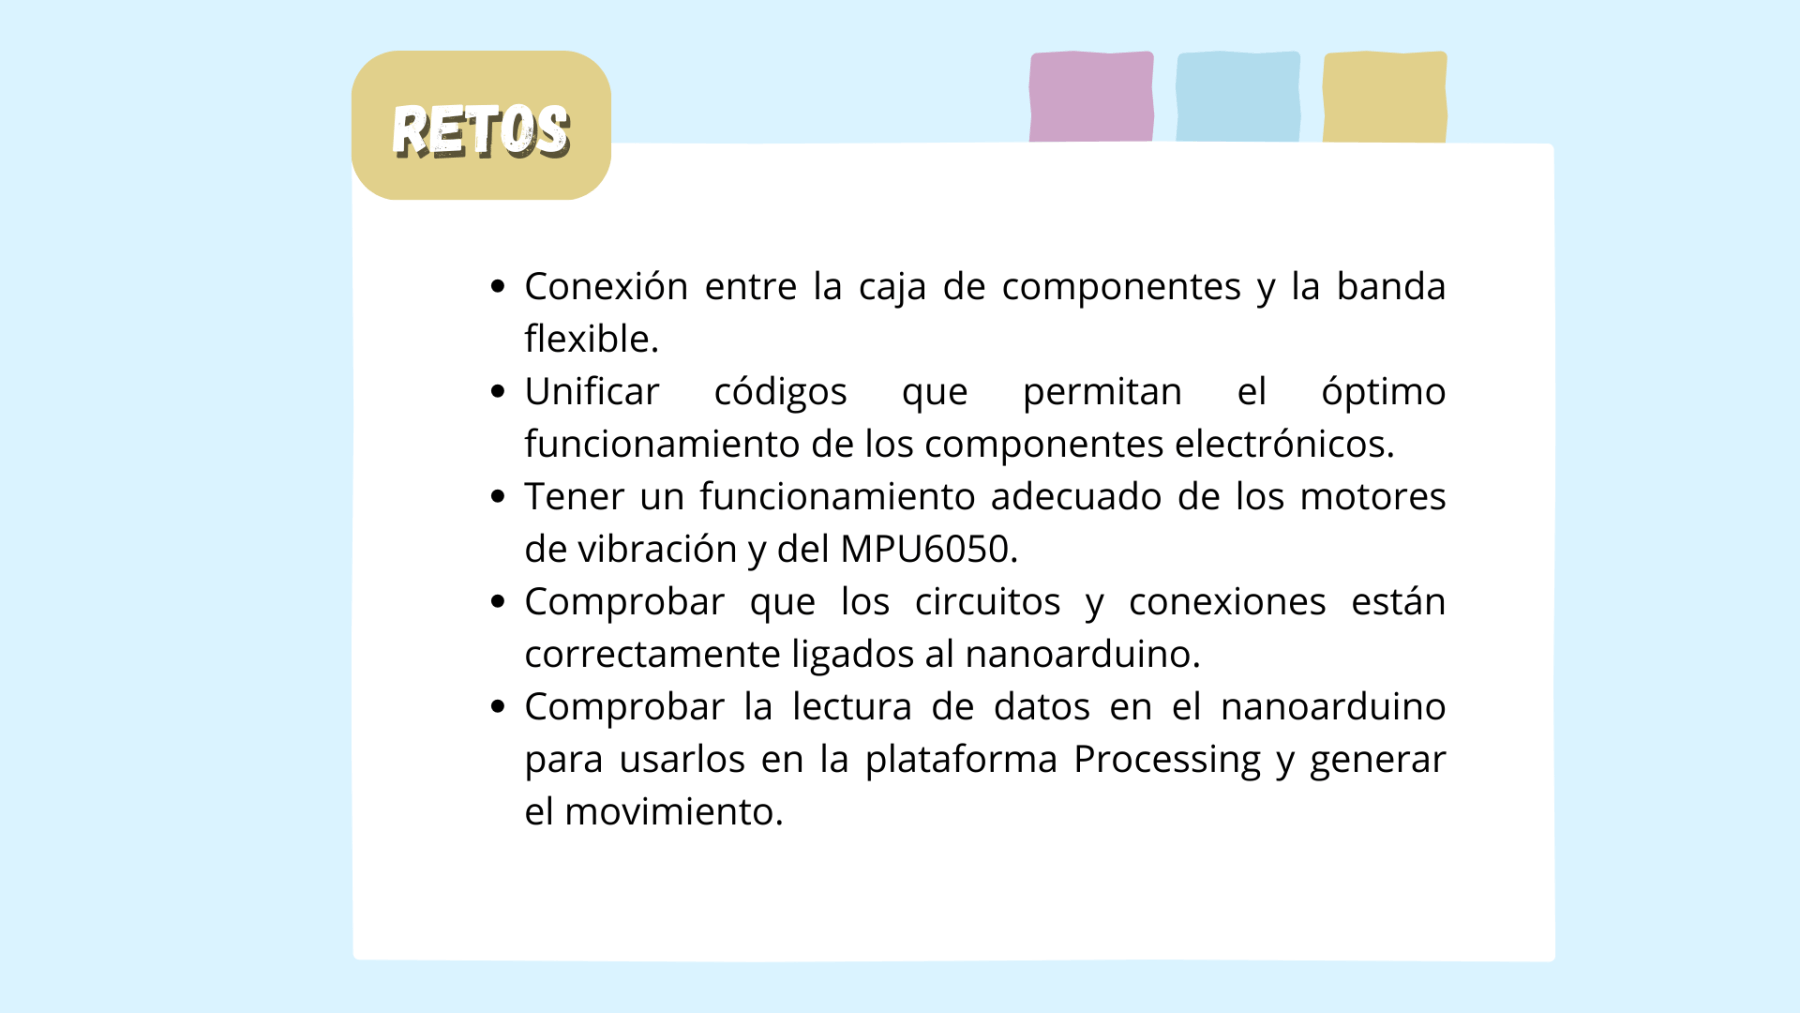 RETOS
• Conexión entre la caja de componentes y la banda
flexible.
• Unificar códigos que permitan el óptimo
funcionamiento de los componentes electrónicos.
• Tener un funcionamiento adecuado de los motores
de vibración y del MPU6050.
• Comprobar que los circuitos y conexiones están
correctamente ligados al nanoarduino.
• Comprobar la lectura de datos en el nanoarduino
para usarlos en la plataforma Processing y generar
el movimiento.